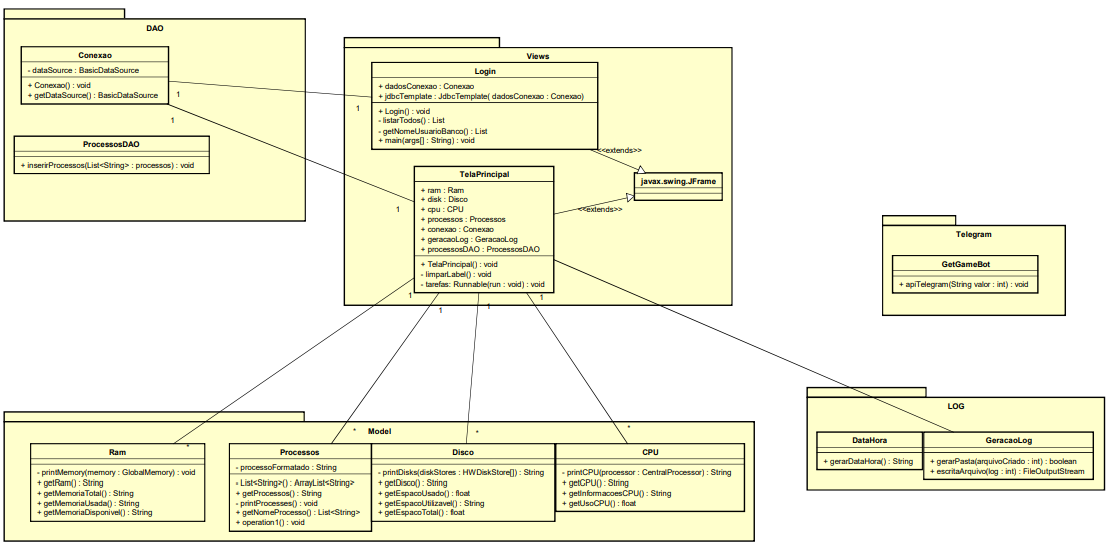 DAO
Conexao
- dataSource : BasicDataSource
+ Conexao() : void
+ getDataSource() : BasicDataSource
1
1
ProcessosDAO
+ inserirProcessos(List<String> : processos) : void
Views
Login
+ dadosConexao : Conexao
+ jdbcTemplate : JdbcTemplate( dadosConexao : Conexao)
+ Login() : void
- listarTodos() : List
- getNomeUsuarioBanco() : List
+ main(args[] : String) : void
1
<<extends>>
TelaPrincipal
+ ram : Ram
+ disk : Disco
+ cpu : CPU
+ processos : Processos
+ conexao : Conexao
+ geracaoLog : GeracaoLog
+ processosDAO : ProcessosDAO
+ TelaPrincipal() : void
- limparLabel() : void
- tarefas: Runnable(run : void) : void
1
javax.swing.JFrame
<<extends>>
1
1
1
1
Telegram
GetGameBot
+ apiTelegram(String valor : int) : void
LOG
DataHora
+ gerarDataHora() : String
GeracaoLog
+ gerarPasta(arquivoCriado : int) : boolean
+ escritaArquivo(log : int) : FileOutputStream
Model
*
*
*
*
Ram
- printMemory(memory : GlobalMemory) : void
+ getRam() : String
+ getMemoriaTotal() : String
+ getMemoriaUsada() : String
+ getMemoriaDisponivel() : String
Processos
- processoFormatado : String
- List<String>() : ArrayList<String>
+ getProcessos() : String
- printProcesses() : void
+ getNomeProcesso() : List<String>
+ operation1() : void
Disco
- printDisks(diskStores : HWDiskStore[]) : String
+ getDisco() : String
+ getEspacoUsado() : float
+ getEspacoUtilizavel() : String
+ getEspacoTotal() : float
CPU
- printCPU(processor : CentralProcessor) : String
+ getCPU() : String
+ getInformacoesCPU() : String
+ getUsoCPU() : float